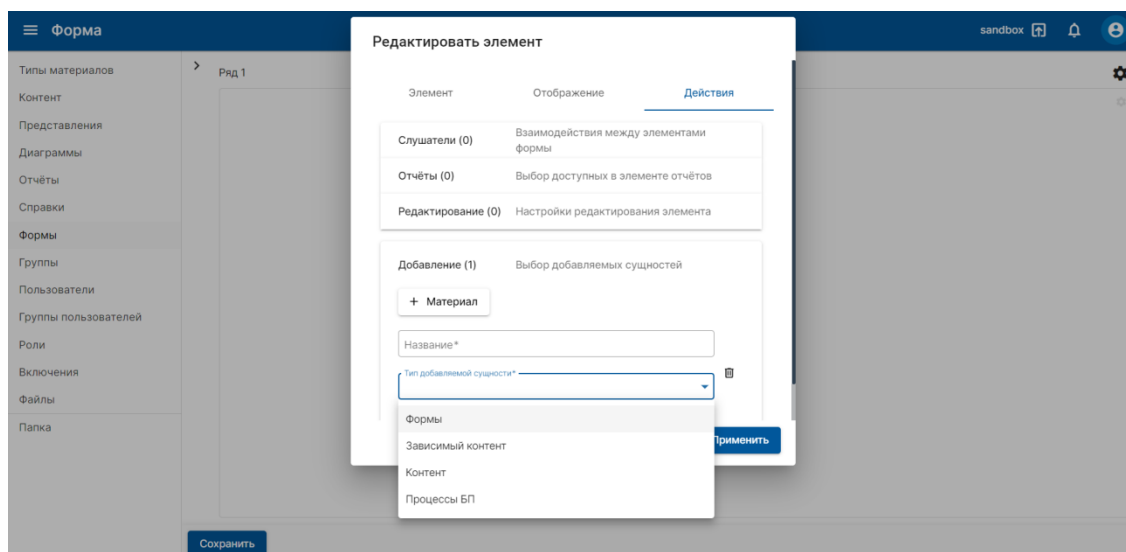 Форма
sandbox
Типы материалов
Контент
Представления
Диаграммы
Отчёты
Справки
Формы
Группы
Пользователи
Группы пользователей
Роли
Включения
Файлы
Папка
Ряд 1
Редактировать элемент
Элемент
Отображение
Действия
Слушатели (0)
Взаимодействия между элементами
формы
Отчёты (0)
Выбор доступных в элементе отчётов
Редактирование (0)
Настройки редактирования элемента
Добавление (1)
Выбор добавляемых сущностей
+ Материал
Название*
Тип добавляемой сущности*
Формы
Зависимый контент
Контент
Процессы БП
Применить
Сохранить